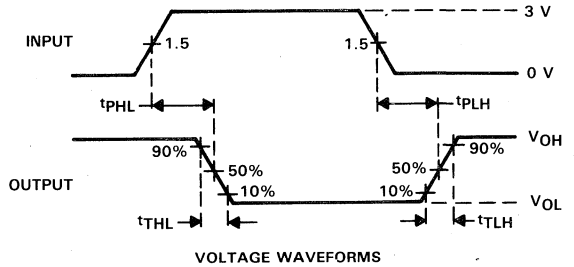 3 V
INPUT
1.5
1.5
0 V
tPHL
tPLH
VOH
90%
90%
50%
50%
OUTPUT
10%
10%
VOL
tTHL
tTLH
VOLTAGE WAVEFORMS